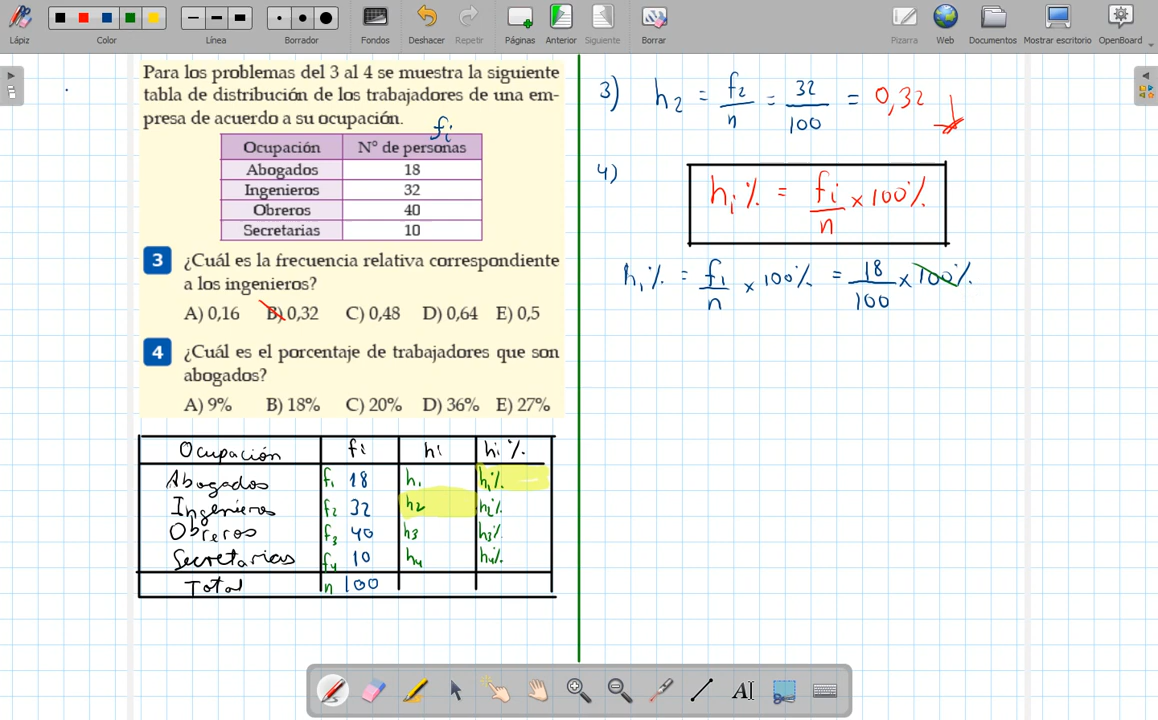 Lápiz
Color
Línea
Borrador
Fondos
Deshacer
Repetir
Páginas
Anterior
Siguiente
Borrar
Pizarra
Web
Documentos
Mostrar escritorio
OpenBoard
Para los problemas del 3 al 4 se muestra la siguiente
tabla de distribución de los trabajadores de una em-
presa de acuerdo a su ocupación.
fi
Ocupación N° de personas
Abogados 18
Ingenieros 32
Obreros 40
Secretarias 10
3 ¿Cuál es la frecuencia relativa correspondiente
a los ingenieros?
A) 0,16 B) 0,32 C) 0,48 D) 0,64 E) 0,5
4 ¿Cuál es el porcentaje de trabajadores que son
abogados?
A) 9% B) 18% C) 20% D) 36% E) 27%
Ocupación fi hi hi %
Abogados f1 18 h1 h1%
Ingenieros f2 32 h2 h2%
Obreros f3 40 h3 h3%
Secretarias f4 10 h4 h4%
Total n 100
3) h2 = f2/n = 32/100 = 0,32
4) hi% = fi/n × 100%
h1% = f1/n × 100% = 18/100 × 100%
AI